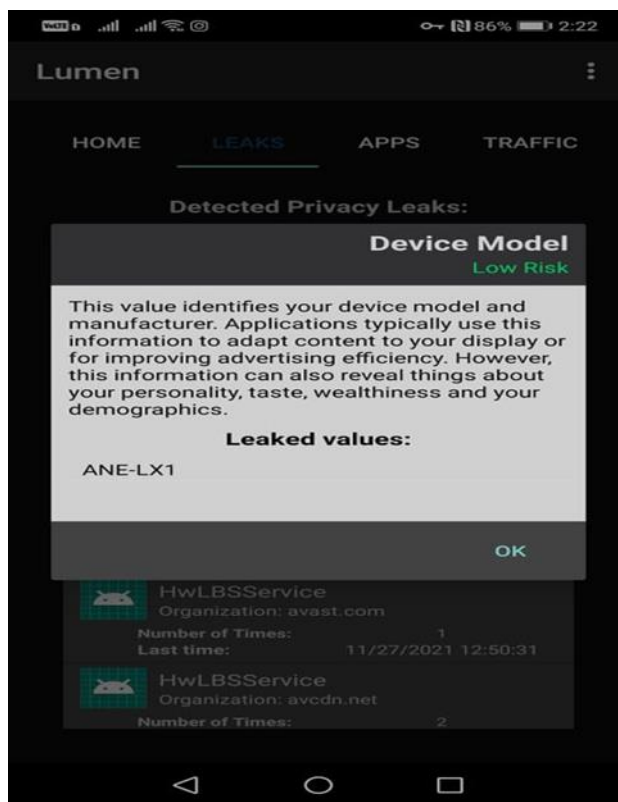 VoLTE 86% 2:22
Lumen
HOME LEAKS APPS TRAFFIC
Detected Privacy Leaks:
Device Model
Low Risk
This value identifies your device model and
manufacturer. Applications typically use this
information to adapt content to your display or
for improving advertising efficiency. However,
this information can also reveal things about
your personality, taste, wealthiness and your
demographics.
Leaked values:
ANE-LX1
OK
HwLBSService
Organization: avast.com
Number of Times: 1
Last time: 11/27/2021 12:50:31
HwLBSService
Organization: avcdn.net
Number of Times: 2